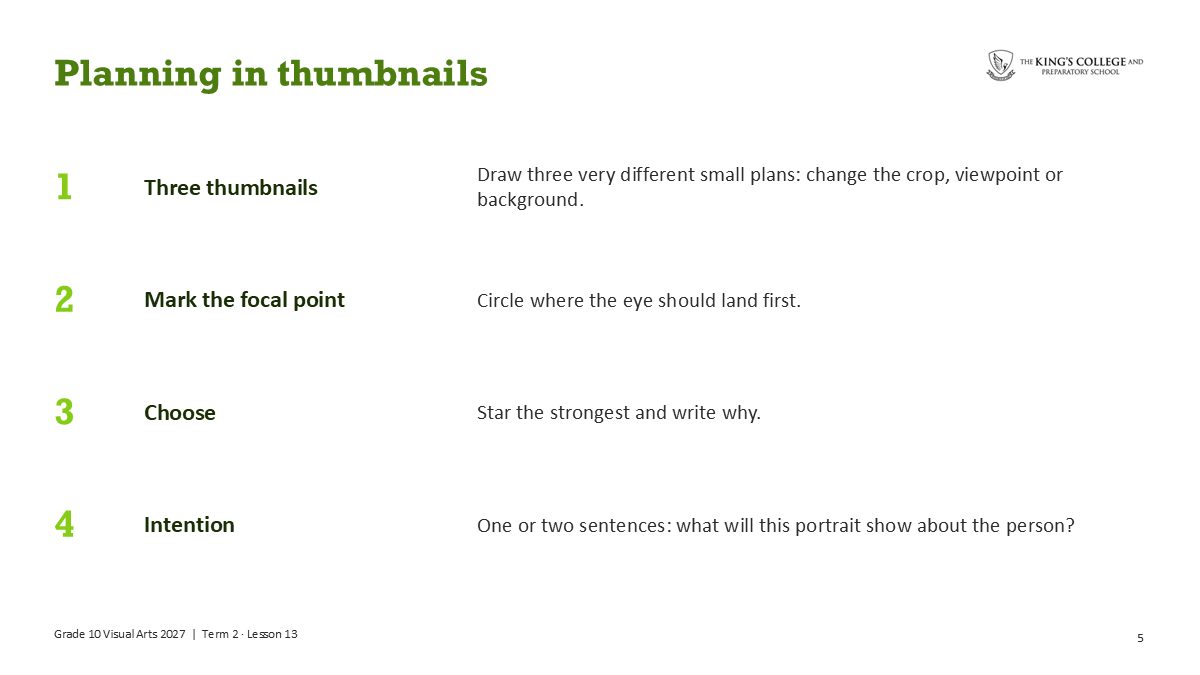 Planning in thumbnails
THE KING'S COLLEGE AND
PREPARATORY SCHOOL
1
Three thumbnails
Draw three very different small plans: change the crop, viewpoint or
background.
2
Mark the focal point
Circle where the eye should land first.
3
Choose
Star the strongest and write why.
4
Intention
One or two sentences: what will this portrait show about the person?
Grade 10 Visual Arts 2027 | Term 2 · Lesson 13
5